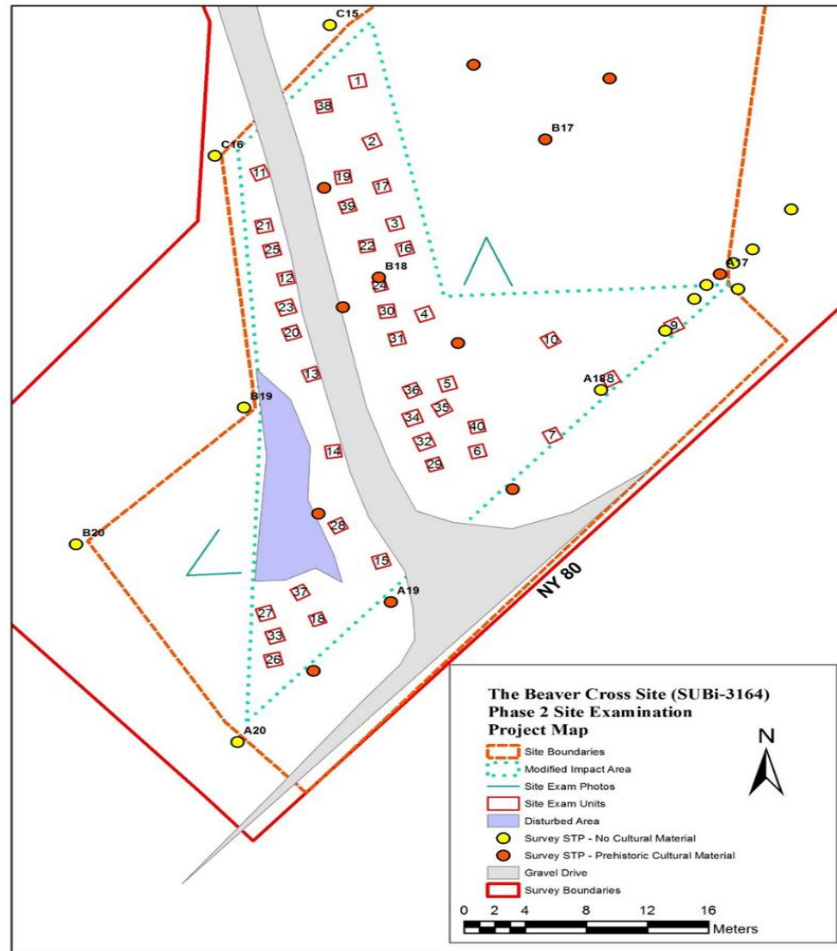 C15
1
38
B17
2
C16
11
19
17
39
3
21
22
16
25
B18
A17
12
24
23
30
4
20
31
10
9
13
36
5
A18
8
B19
34
35
40
32
7
14
6
29
28
B20
15
NY 80
37
A19
27
18
33
26
A20
The Beaver Cross Site (SUBi-3164)
Phase 2 Site Examination
Project Map
Site Boundaries
Modified Impact Area
Site Exam Photos
Site Exam Units
Disturbed Area
Survey STP - No Cultural Material
Survey STP - Prehistoric Cultural Material
Gravel Drive
Survey Boundaries
N
0 2 4 8 12 16
Meters